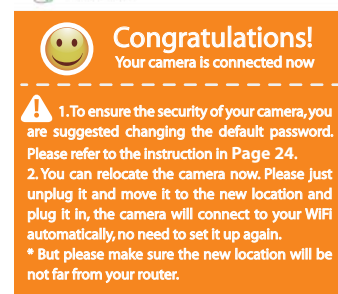 Congratulations!
Your camera is connected now
1. To ensure the security of your camera, you
are suggested changing the default password.
Please refer to the instruction in Page 24.
2. You can relocate the camera now. Please just
unplug it and move it to the new location and
plug it in, the camera will connect to your WiFi
automatically, no need to set it up again.
* But please make sure the new location will be
not far from your router.